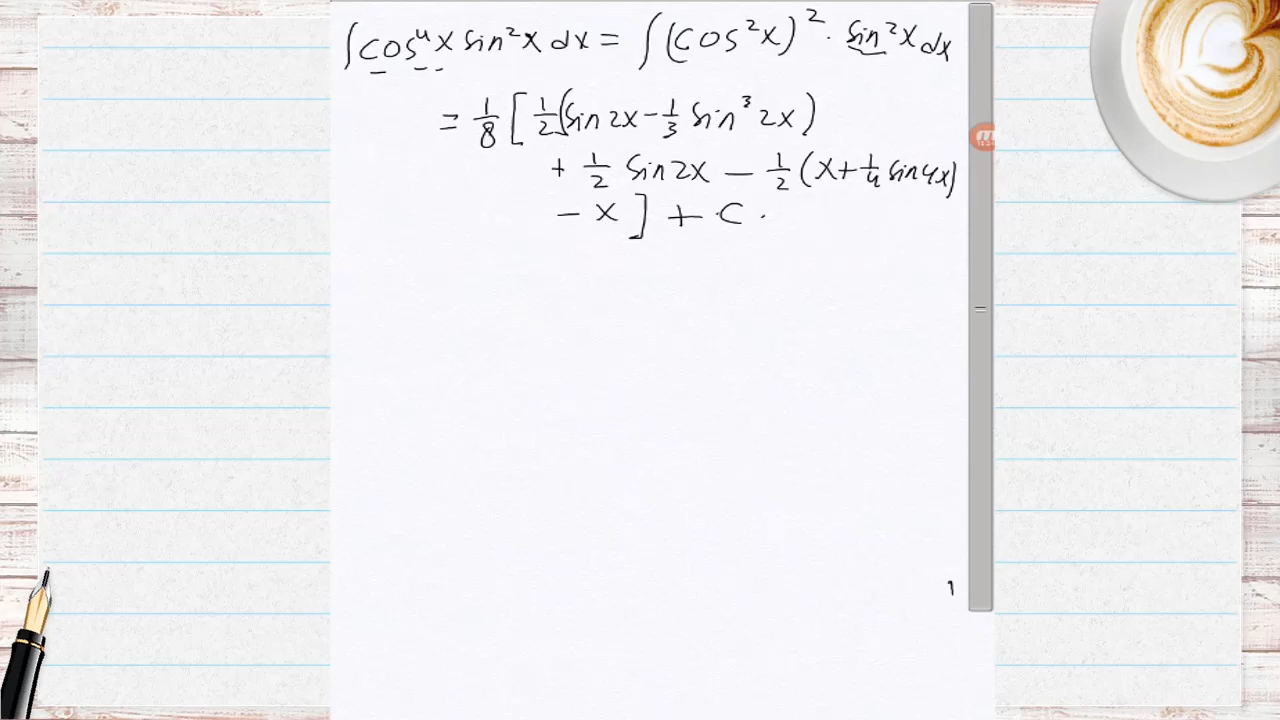 ∫cos⁴x sin²x dx = ∫(cos²x)² · sin²x dx
= 1/8 [ 1/2 (sin 2x − 1/3 sin³ 2x)
+ 1/2 sin 2x − 1/2 (x + 1/4 sin 4x)
− x ] + c .
1